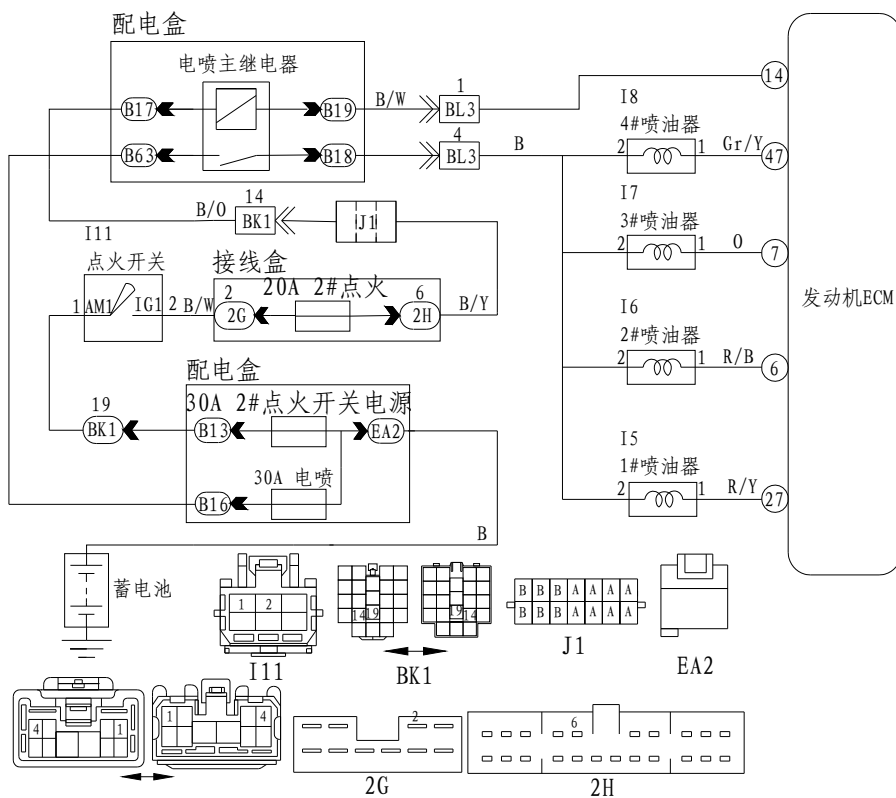 配电盒
电喷主继电器
B17
B19
B/W
1
BL3
14
B63
B18
4
BL3
B
I8
4#喷油器
2
1
Gr/Y
47
B/O
14
BK1
J1
I7
3#喷油器
2
1
O
7
I11
点火开关
1
AM1
IG1
2
B/W
接线盒
20A 2#点火
2
2G
6
2H
B/Y
发动机ECM
I6
2#喷油器
2
1
R/B
6
配电盒
30A 2#点火开关电源
19
BK1
B13
EA2
30A 电喷
B16
B
I5
1#喷油器
2
1
R/Y
27
蓄电池
1 2
I11
14 19
19 14
BK1
B B A A A A A
B B A A A A A
J1
EA2
4 1
1 4
2
2G
6
2H